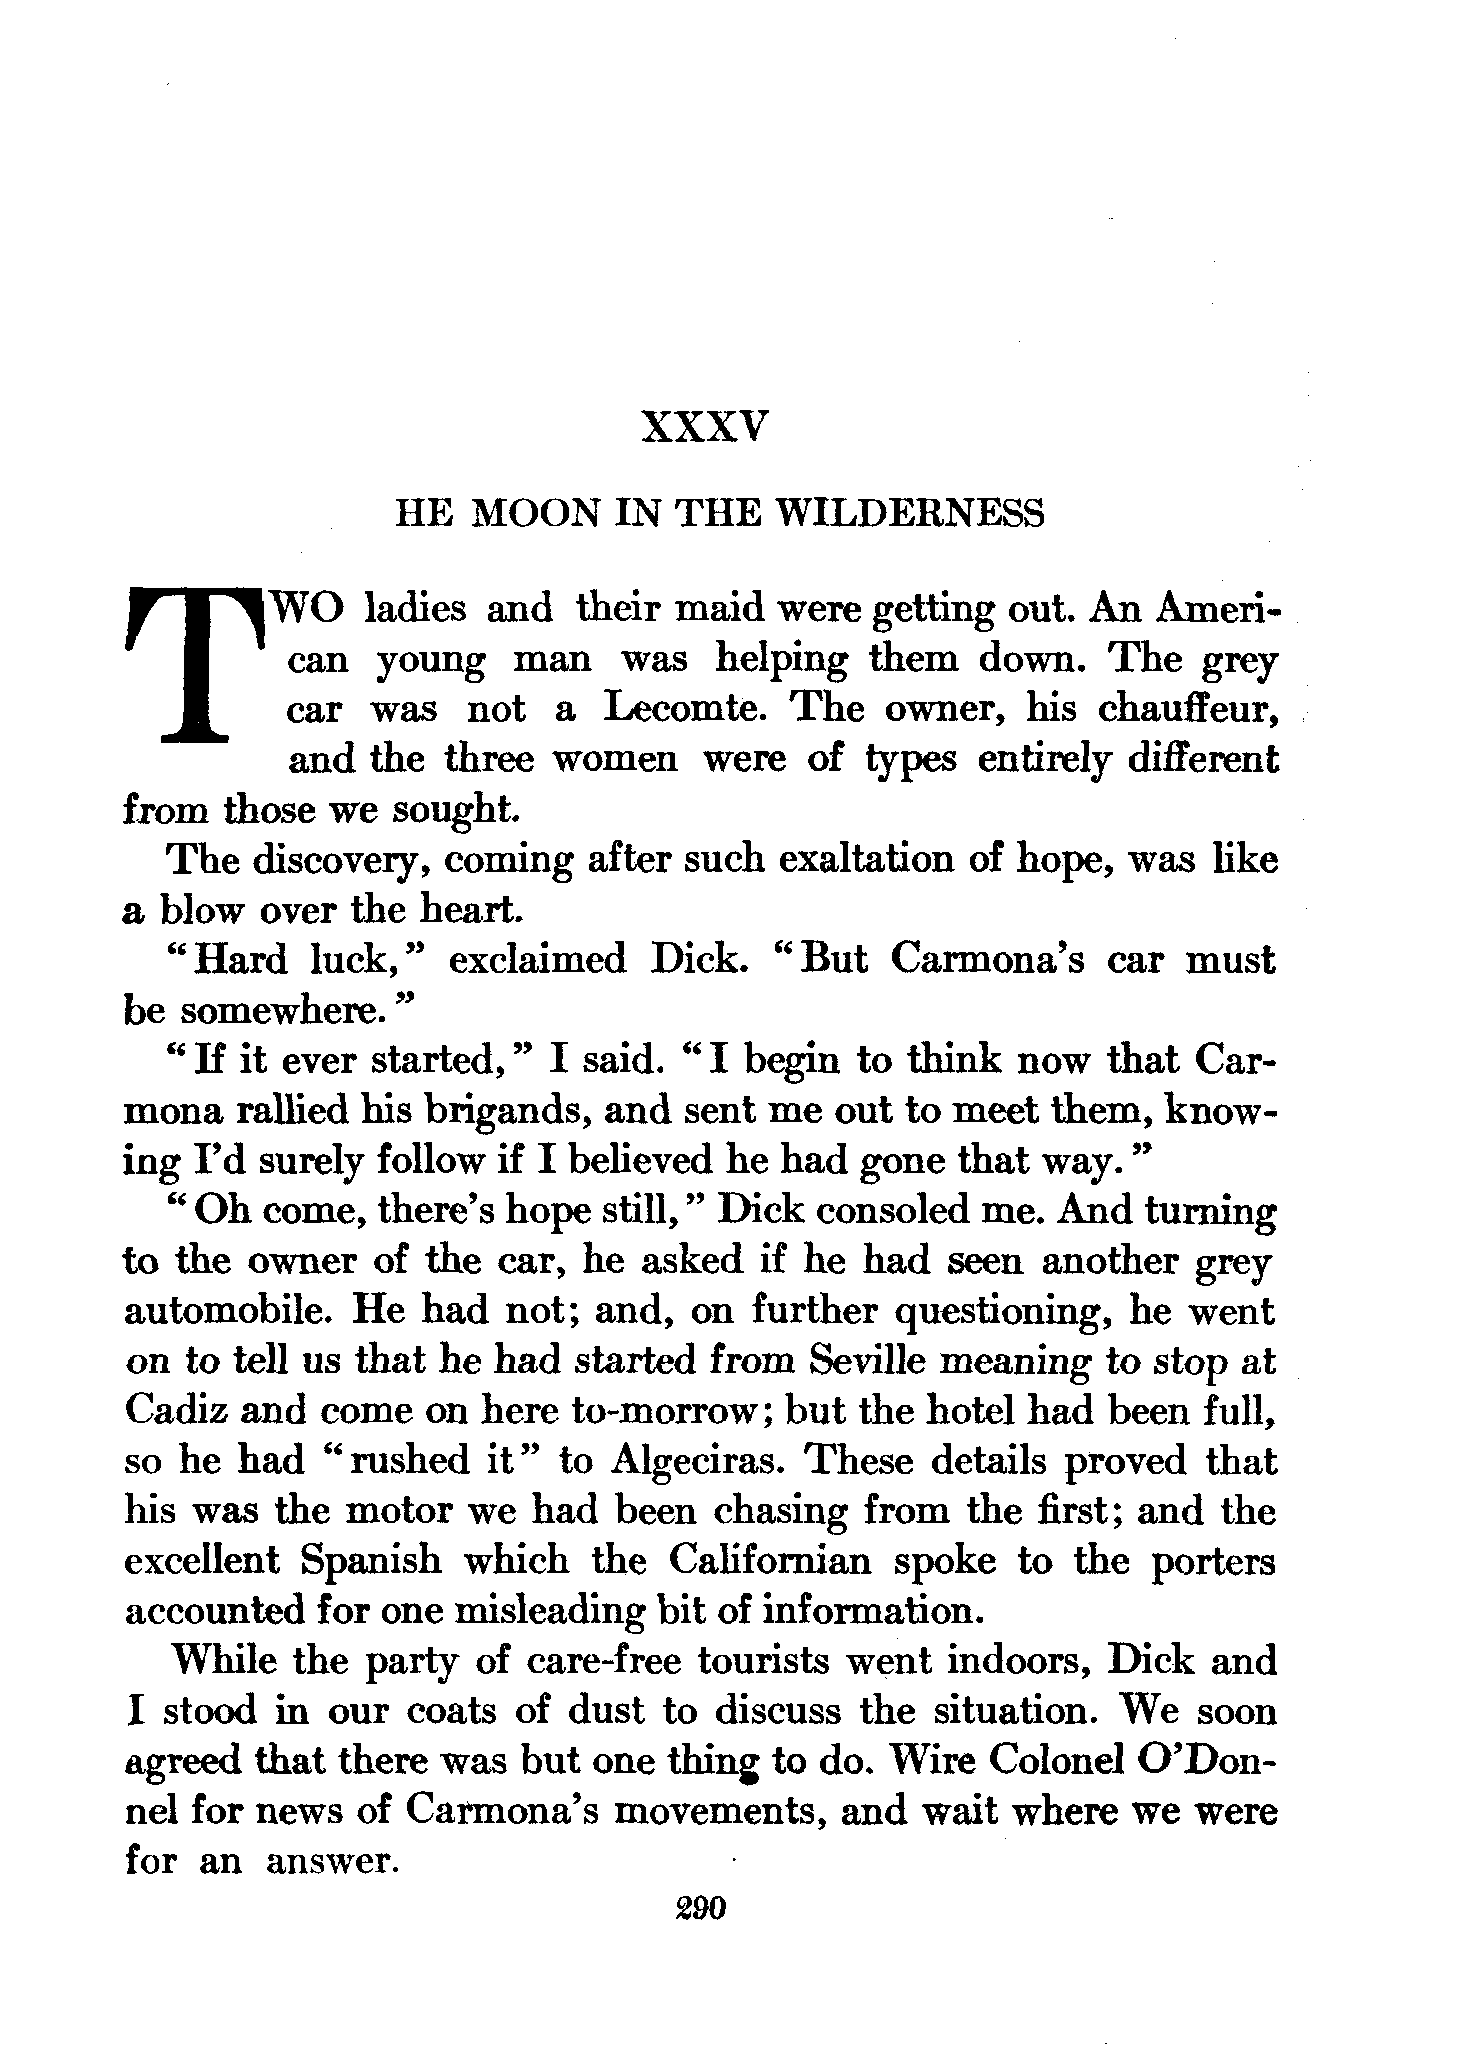 XXXV
HE MOON IN THE WILDERNESS
TWO ladies and their maid were getting out. An Ameri-
can young man was helping them down. The grey
car was not a Lecomte. The owner, his chauffeur,
and the three women were of types entirely different
from those we sought.
The discovery, coming after such exaltation of hope, was like
a blow over the heart.
"Hard luck," exclaimed Dick. "But Carmona's car must
be somewhere."
"If it ever started," I said. "I begin to think now that Car-
mona rallied his brigands, and sent me out to meet them, know-
ing I'd surely follow if I believed he had gone that way."
"Oh come, there's hope still," Dick consoled me. And turning
to the owner of the car, he asked if he had seen another grey
automobile. He had not; and, on further questioning, he went
on to tell us that he had started from Seville meaning to stop at
Cadiz and come on here to-morrow; but the hotel had been full,
so he had "rushed it" to Algeciras. These details proved that
his was the motor we had been chasing from the first; and the
excellent Spanish which the Californian spoke to the porters
accounted for one misleading bit of information.
While the party of care-free tourists went indoors, Dick and
I stood in our coats of dust to discuss the situation. We soon
agreed that there was but one thing to do. Wire Colonel O'Don-
nel for news of Carmona's movements, and wait where we were
for an answer.
290